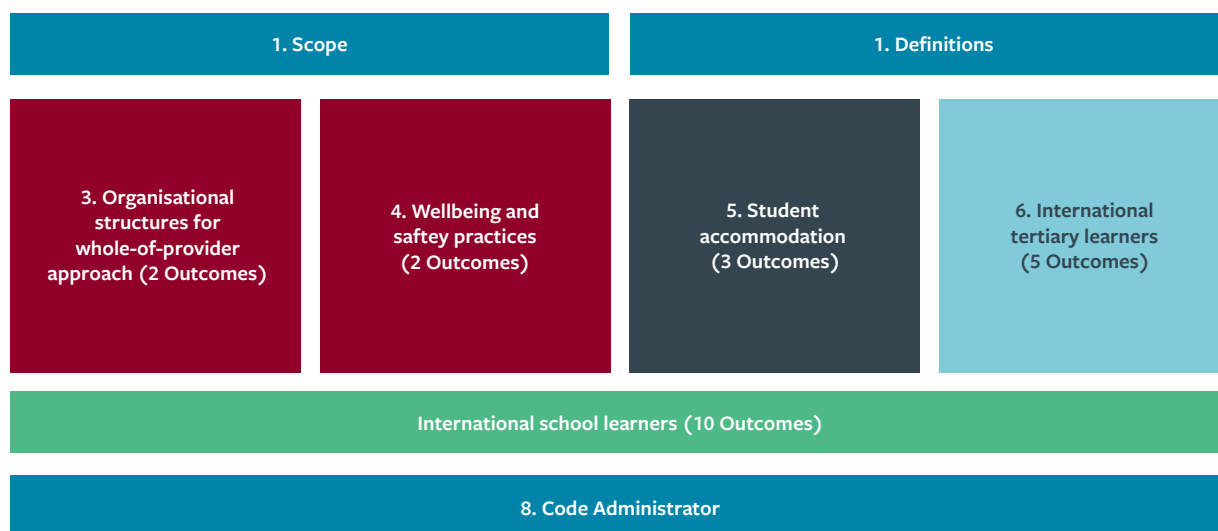 1. Scope
1. Definitions
3. Organisational
structures for
whole-of-provider
approach (2 Outcomes)
4. Wellbeing and
saftey practices
(2 Outcomes)
5. Student
accommodation
(3 Outcomes)
6. International
tertiary learners
(5 Outcomes)
International school learners (10 Outcomes)
8. Code Administrator